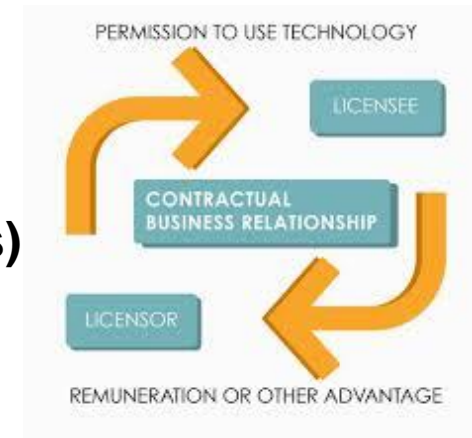 PERMISSION TO USE TECHNOLOGY
LICENSEE
CONTRACTUAL
BUSINESS RELATIONSHIP
s)
LICENSOR
REMUNERATION OR OTHER ADVANTAGE